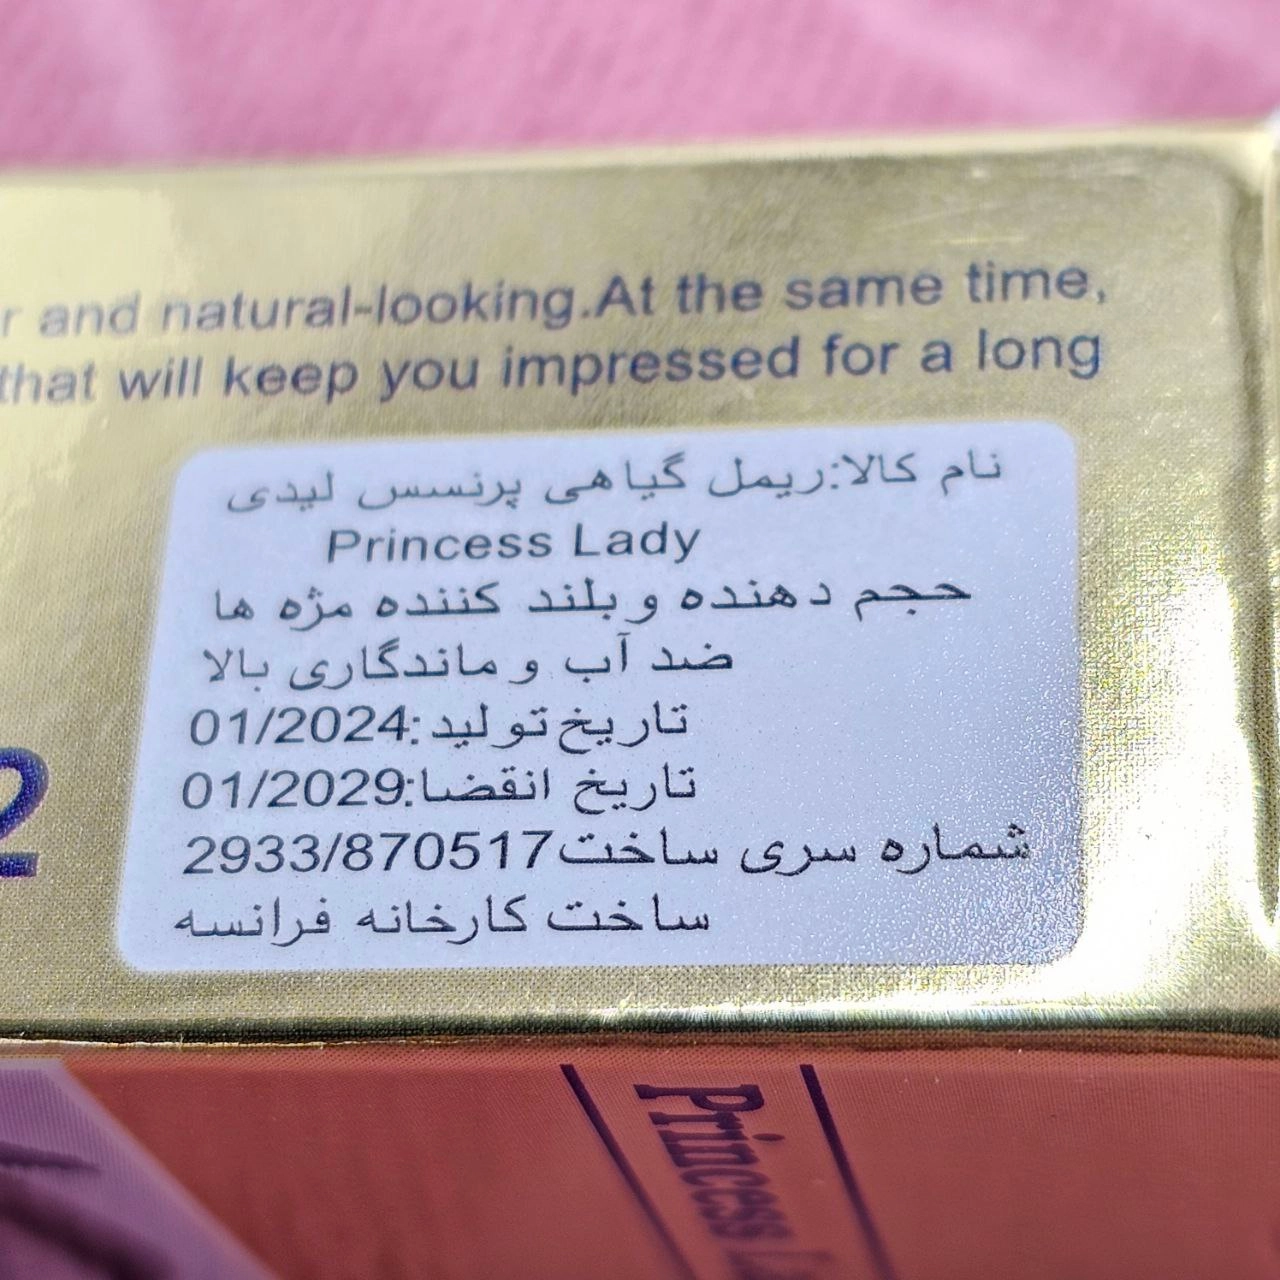 and natural-looking.At the same time,
that will keep you impressed for a long
نام کالا:ریمل گیاهی پرنسس لیدی
Princess Lady
حجم دهنده و بلند کننده مژه ها
ضد آب و ماندگاری بالا
تاریخ تولید:01/2024
تاریخ انقضا:01/2029
شماره سری ساخت2933/870517
ساخت کارخانه فرانسه
2
Princess